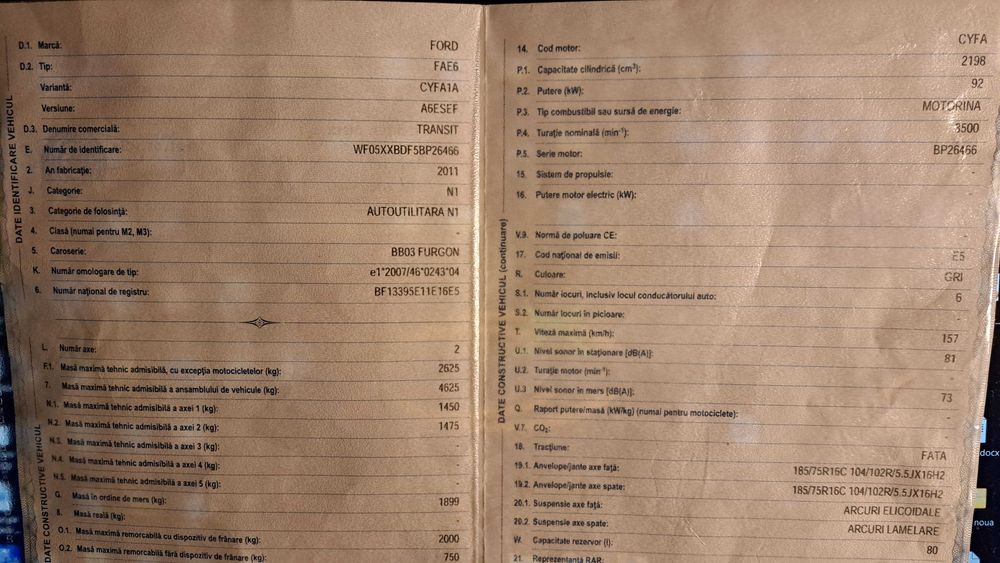 DATE IDENTIFICARE VEHICUL
D.1. Marcă: FORD
D.2. Tip: FAE6
Variantă: CYFA1A
Versiune: A6ESEF
D.3. Denumire comercială: TRANSIT
E. Număr de identificare: WF05XXBDF5BP26466
2. An fabricaţie: 2011
J. Categorie: N1
3. Categorie de folosinţă: AUTOUTILITARA N1
4. Clasă (numai pentru M2, M3): -
5. Caroserie: BB03 FURGON
K. Număr omologare de tip: e1*2007/46*0243*04
6. Număr naţional de registru: BF13395E11E16E5
DATE CONSTRUCTIVE VEHICUL
L. Număr axe: 2
F.1. Masă maximă tehnic admisibilă, cu excepţia motocicletelor (kg): 2625
7. Masă maximă tehnic admisibilă a ansamblului de vehicule (kg): 4625
N.1. Masă maximă tehnic admisibilă a axei 1 (kg): 1450
N.2. Masă maximă tehnic admisibilă a axei 2 (kg): 1475
N.3. Masă maximă tehnic admisibilă a axei 3 (kg): -
N.4. Masă maximă tehnic admisibilă a axei 4 (kg): -
N.5. Masă maximă tehnic admisibilă a axei 5 (kg): -
G. Masă în ordine de mers (kg): 1899
8. Masă reală (kg): -
O.1. Masă maximă remorcabilă cu dispozitiv de frânare (kg): 2000
O.2. Masă maximă remorcabilă fără dispozitiv de frânare (kg): 750
14. Cod motor: CYFA
P.1. Capacitate cilindrică (cm³): 2198
P.2. Putere (kW): 92
P.3. Tip combustibil sau sursă de energie: MOTORINA
P.4. Turaţie nominală (min⁻¹): 3500
P.5. Serie motor: BP26466
15. Sistem de propulsie: -
16. Putere motor electric (kW): -
DATE CONSTRUCTIVE VEHICUL (continuare)
V.9. Normă de poluare CE:
17. Cod naţional de emisii: E5
R. Culoare: GRI
S.1. Număr locuri, inclusiv locul conducătorului auto: 6
S.2. Număr locuri în picioare: -
T. Viteză maximă (km/h): 157
U.1. Nivel sonor în staţionare [dB(A)]: 81
U.2. Turaţie motor (min⁻¹): -
U.3 Nivel sonor în mers [dB(A)]: 73
Q. Raport putere/masă (kW/kg) (numai pentru motociclete): -
V.7. CO₂: -
18. Tracţiune: FATA
19.1. Anvelope/jante axe faţă: 185/75R16C 104/102R/5.5JX16H2
19.2. Anvelope/jante axe spate: 185/75R16C 104/102R/5.5JX16H2
20.1. Suspensie axe faţă: ARCURI ELICOIDALE
20.2. Suspensie axe spate: ARCURI LAMELARE
W. Capacitate rezervor (l): 80
21. Reprezentanţă RAR:
docx
noua